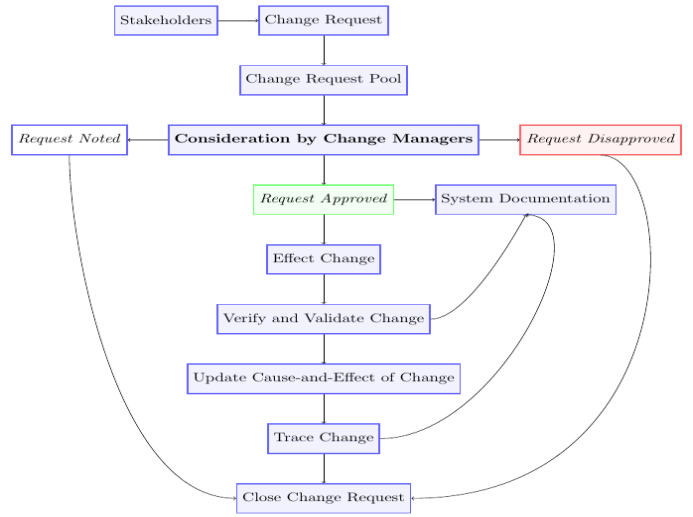 Stakeholders
Change Request
Change Request Pool
Request Noted
Consideration by Change Managers
Request Disapproved
Request Approved
System Documentation
Effect Change
Verify and Validate Change
Update Cause-and-Effect of Change
Trace Change
Close Change Request